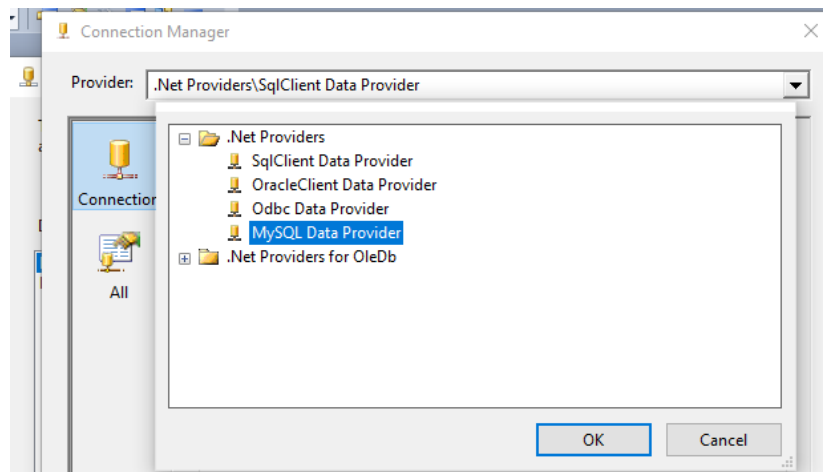 Connection Manager
Provider: .Net Providers\SqlClient Data Provider
.Net Providers
SqlClient Data Provider
OracleClient Data Provider
Odbc Data Provider
MySQL Data Provider
.Net Providers for OleDb
Connection
All
OK Cancel